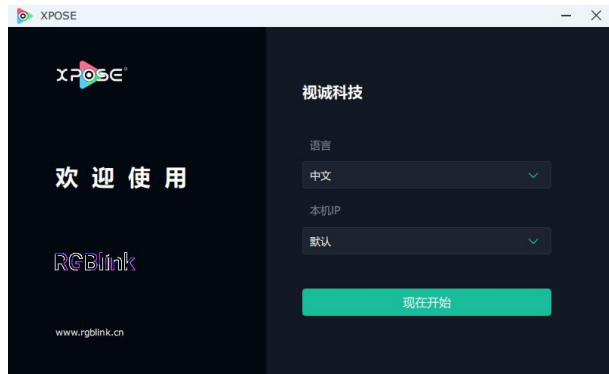 XPOSE
XPOSE
欢迎使用
RGBlink
www.rgblink.cn
视诚科技
语言
中文
本机IP
默认
现在开始